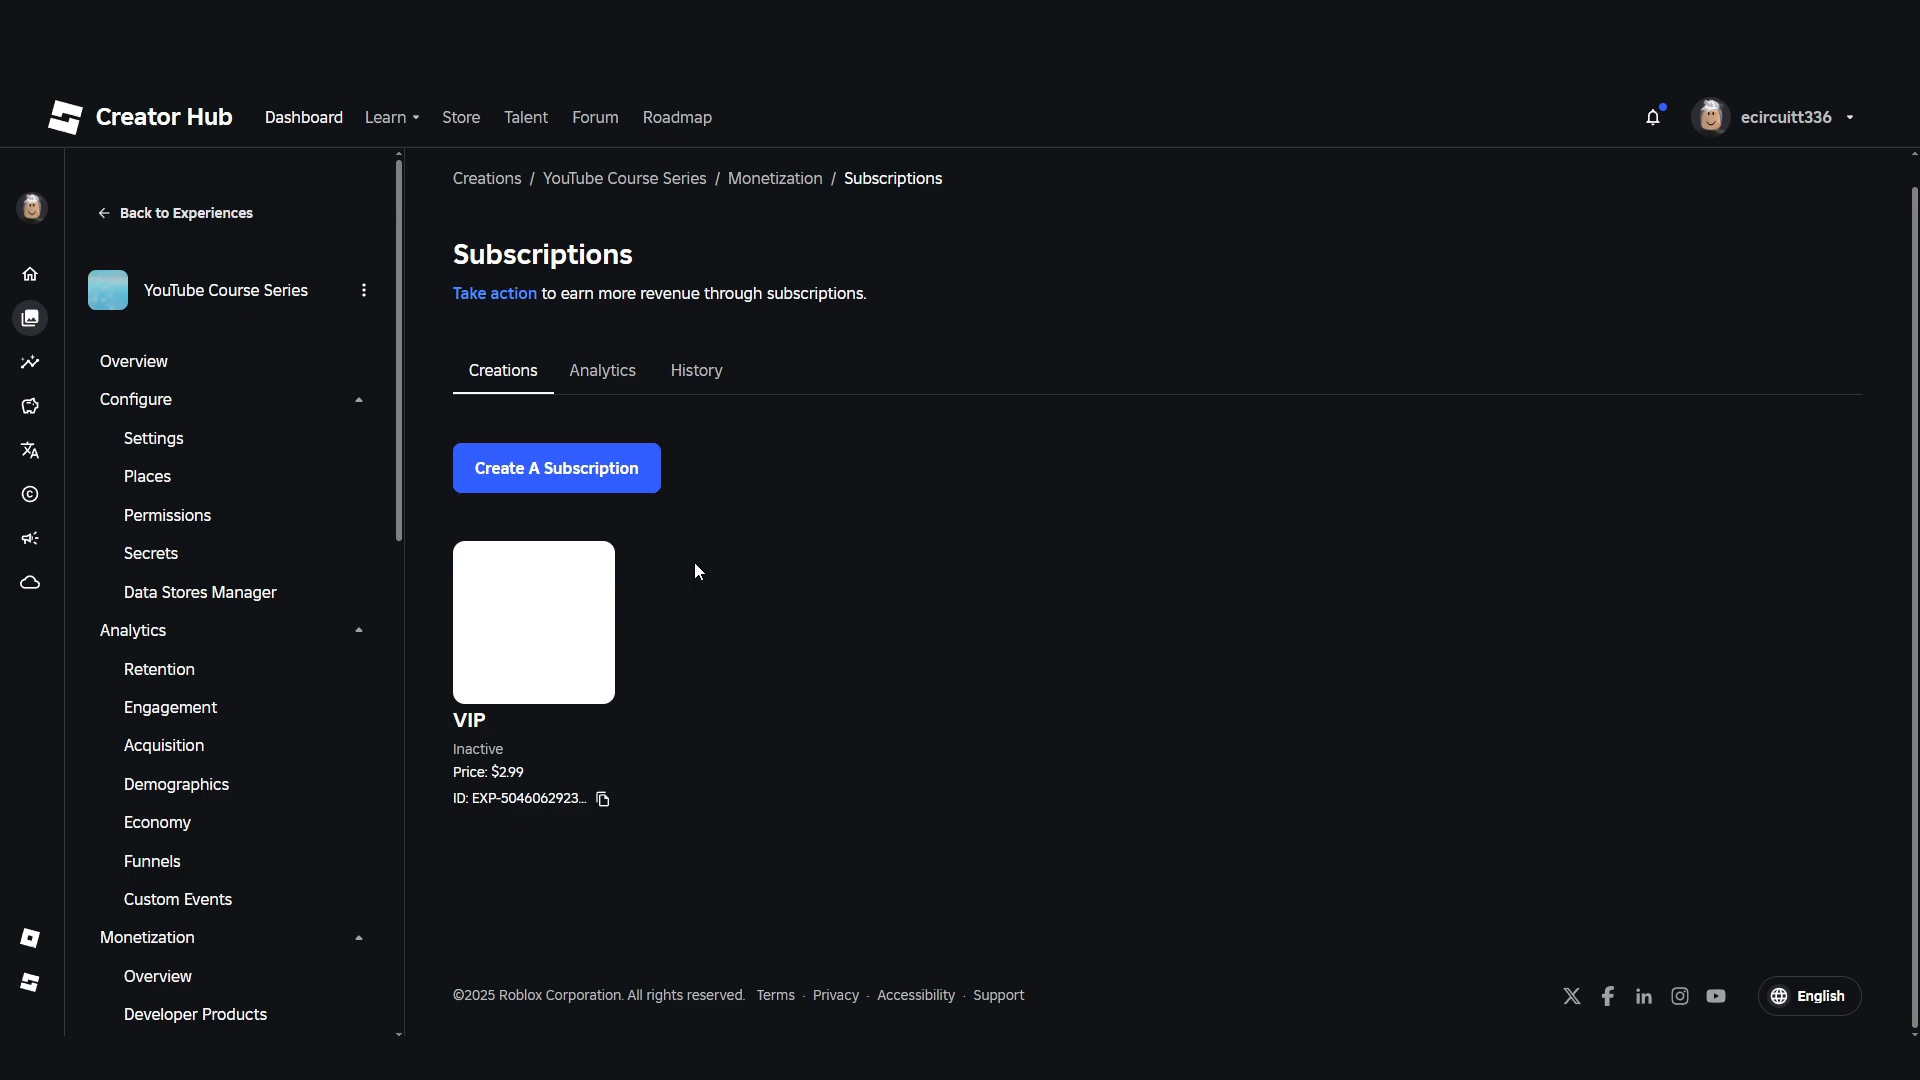 Creator Hub
Dashboard
Learn
Store
Talent
Forum
Roadmap
ecircuitt336
Back to Experiences
YouTube Course Series
Overview
Configure
Settings
Places
Permissions
Secrets
Data Stores Manager
Analytics
Retention
Engagement
Acquisition
Demographics
Economy
Funnels
Custom Events
Monetization
Overview
Developer Products
Creations / YouTube Course Series / Monetization / Subscriptions
Subscriptions
Take action to earn more revenue through subscriptions.
Creations
Analytics
History
Create A Subscription
VIP
Inactive
Price: $2.99
ID: EXP-5046062923...
©2025 Roblox Corporation. All rights reserved. Terms · Privacy · Accessibility · Support
English